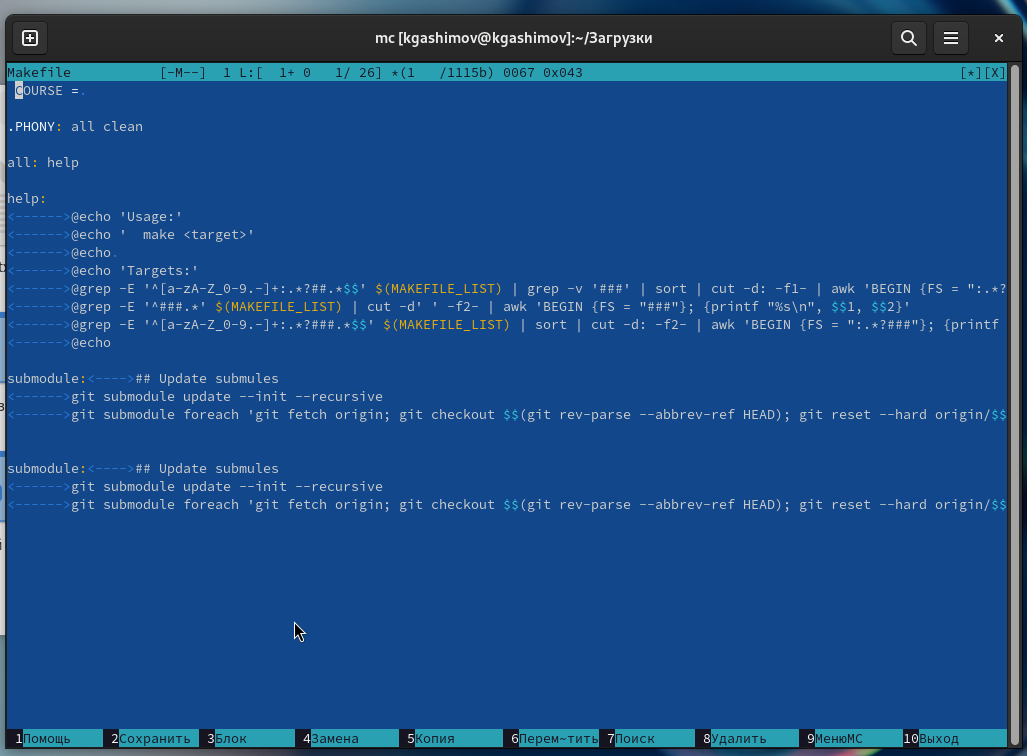 mc [kgashimov@kgashimov]:~/Загрузки
Makefile [-M--] 1 L:[ 1+ 0 1/ 26] *(1 /1115b) 0067 0x043 [*][X]
COURSE =.
.PHONY: all clean
all: help
help:
<------>@echo 'Usage:'
<------>@echo '  make <target>'
<------>@echo.
<------>@echo 'Targets:'
<------>@grep -E '^[a-zA-Z_0-9.-]+:.*?##.*$$' $(MAKEFILE_LIST) | grep -v '###' | sort | cut -d: -f1- | awk 'BEGIN {FS = ":.*?
<------>@grep -E '^###.*' $(MAKEFILE_LIST) | cut -d' ' -f2- | awk 'BEGIN {FS = "###"}; {printf "%s\n", $$1, $$2}'
<------>@grep -E '^[a-zA-Z_0-9.-]+:.*?###.*$$' $(MAKEFILE_LIST) | sort | cut -d: -f2- | awk 'BEGIN {FS = ":.*?###"}; {printf
<------>@echo
submodule:<---->## Update submules
<------>git submodule update --init --recursive
<------>git submodule foreach 'git fetch origin; git checkout $$(git rev-parse --abbrev-ref HEAD); git reset --hard origin/$$
submodule:<---->## Update submules
<------>git submodule update --init --recursive
<------>git submodule foreach 'git fetch origin; git checkout $$(git rev-parse --abbrev-ref HEAD); git reset --hard origin/$$
1Помощь 2Сохранить 3Блок 4Замена 5Копия 6Перем~тить 7Поиск 8Удалить 9МенюMC 10Выход